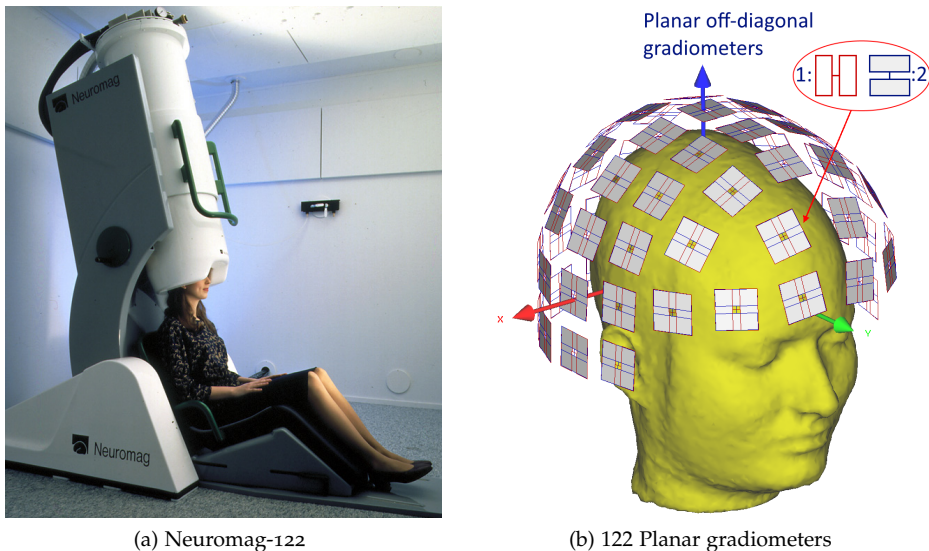 Neuromag
Neuromag
Planar off-diagonal
gradiometers
1:
:2
X
Y
(a) Neuromag-122
(b) 122 Planar gradiometers